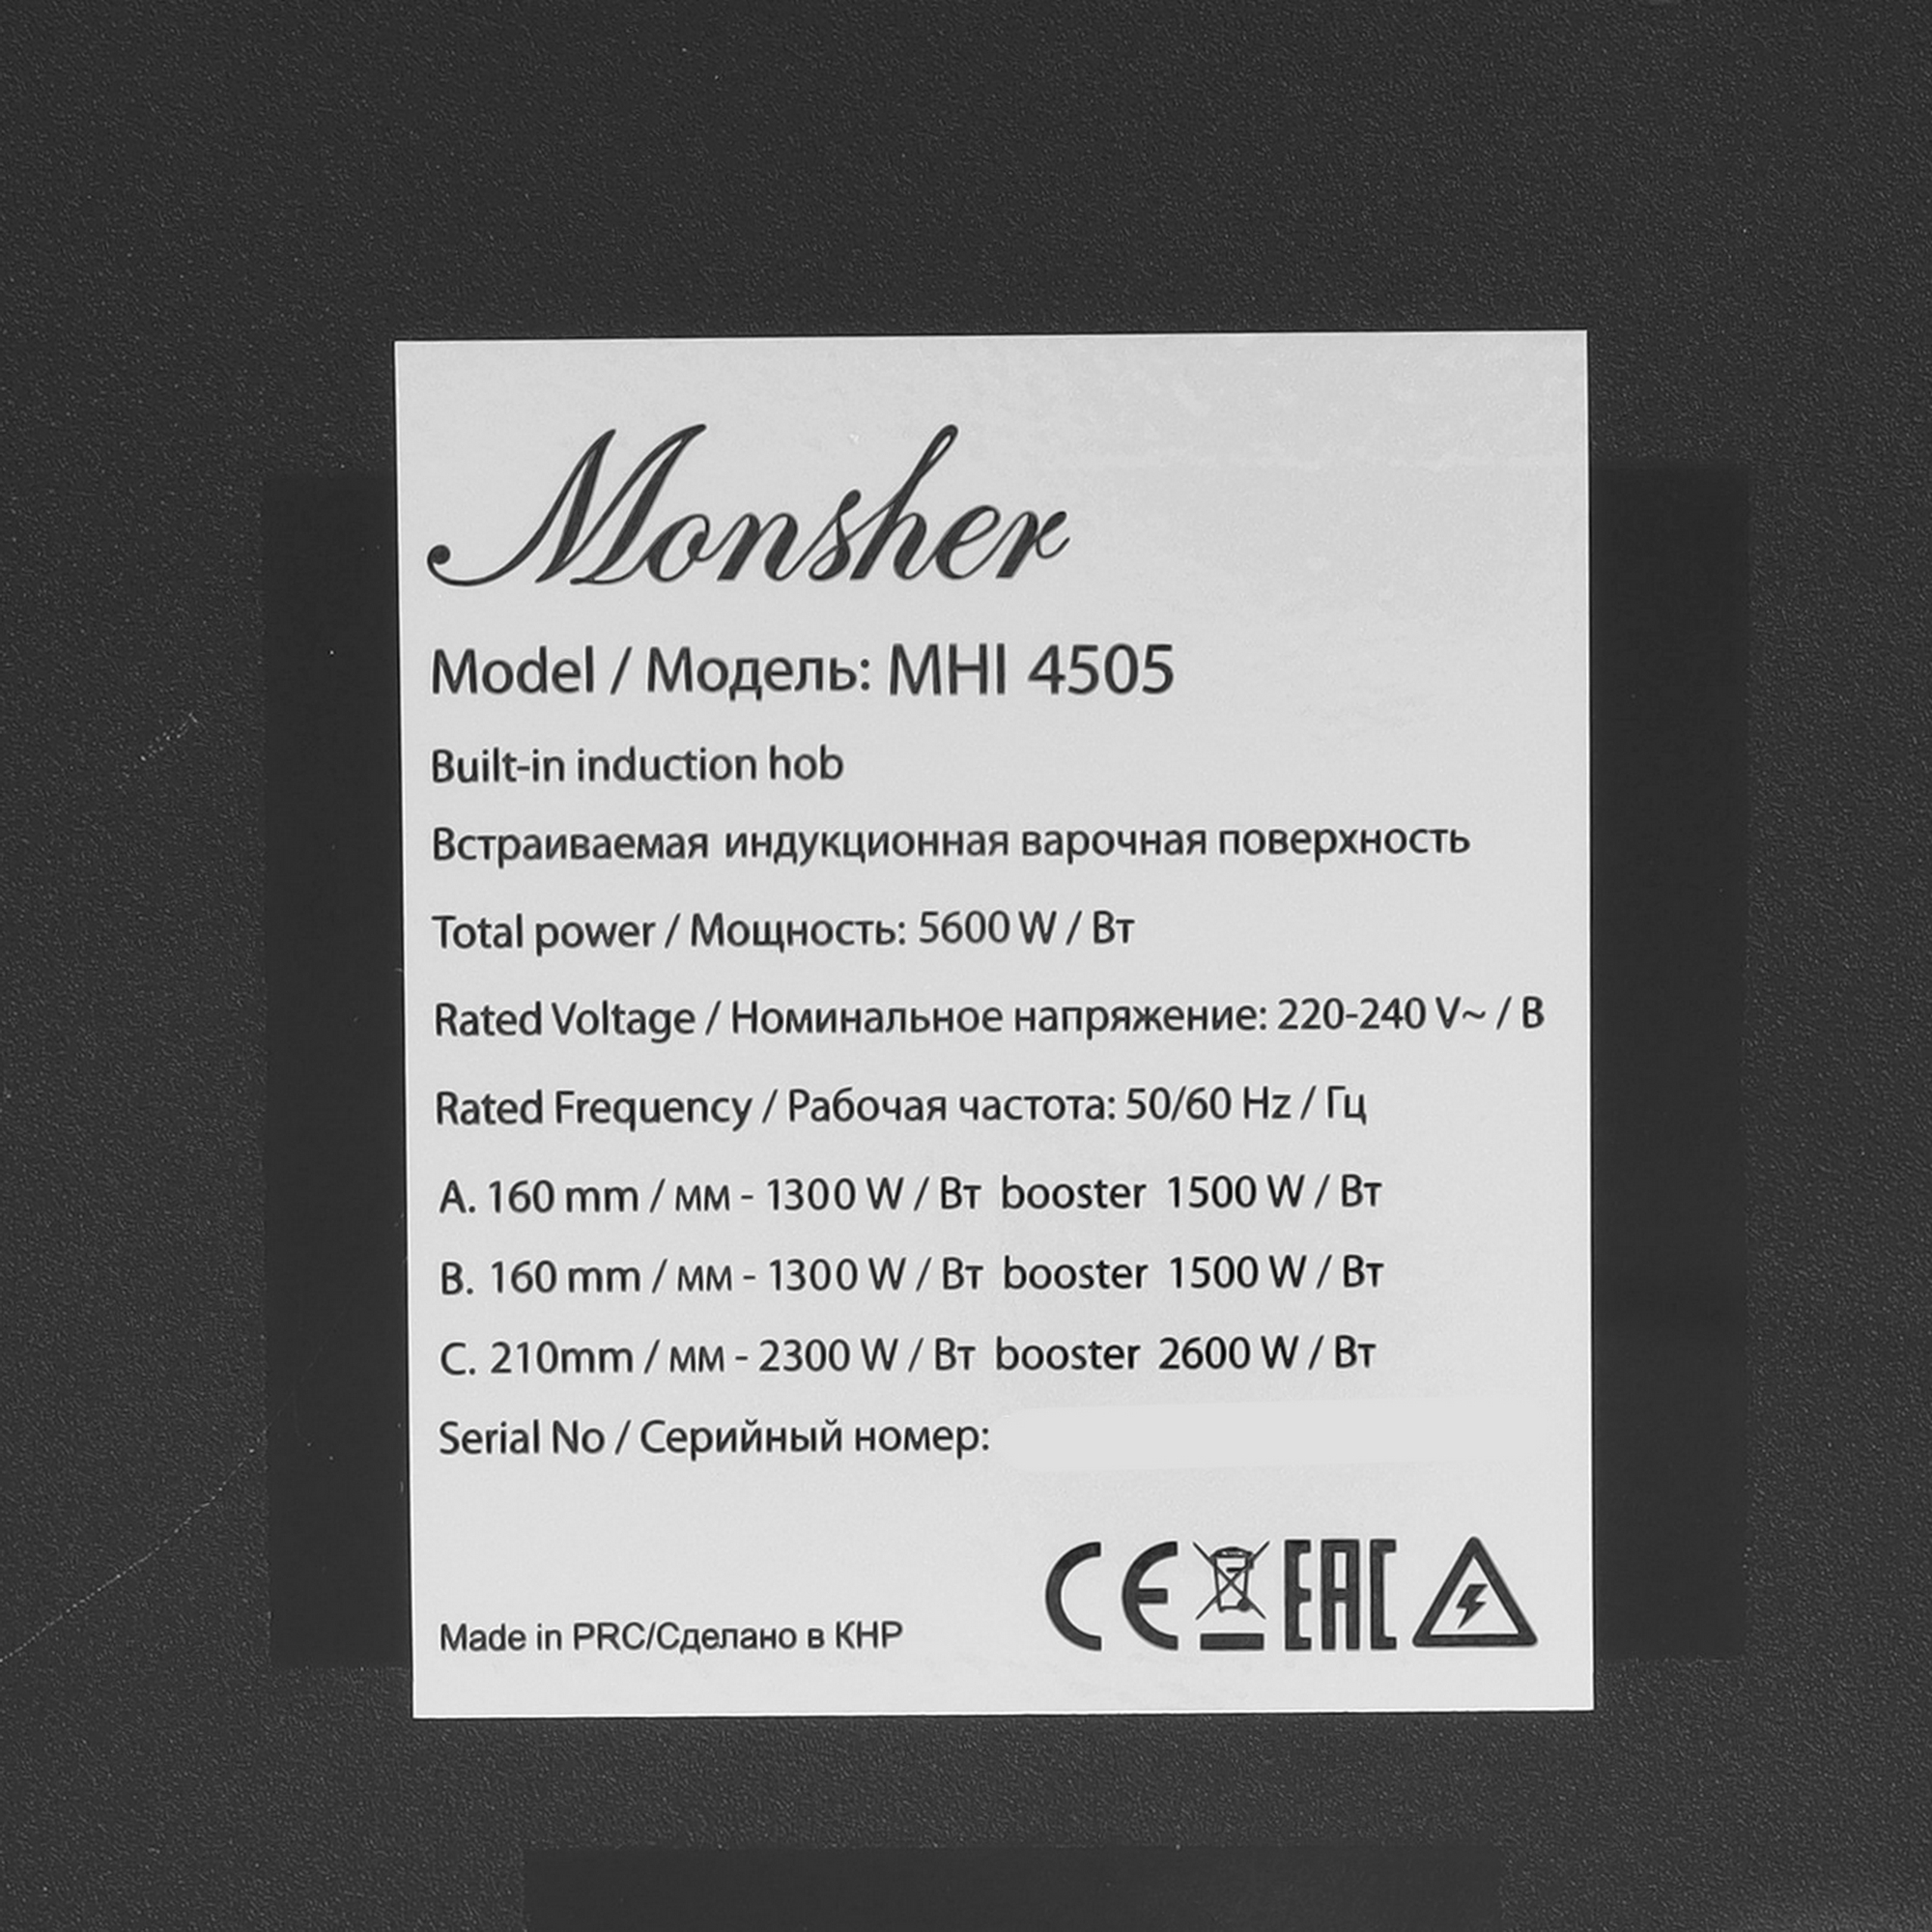 Monsher
Model / Модель: MHI 4505
Built-in induction hob
Встраиваемая индукционная варочная поверхность
Total power / Мощность: 5600 W / Вт
Rated Voltage / Номинальное напряжение: 220-240 V~ / В
Rated Frequency / Рабочая частота: 50/60 Hz / Гц
A. 160 mm / мм - 1300 W / Вт booster 1500 W / Вт
B. 160 mm / мм - 1300 W / Вт booster 1500 W / Вт
C. 210mm / мм - 2300 W / Вт booster 2600 W / Вт
Serial No / Серийный номер:
CE EAC
Made in PRC/Сделано в КНР